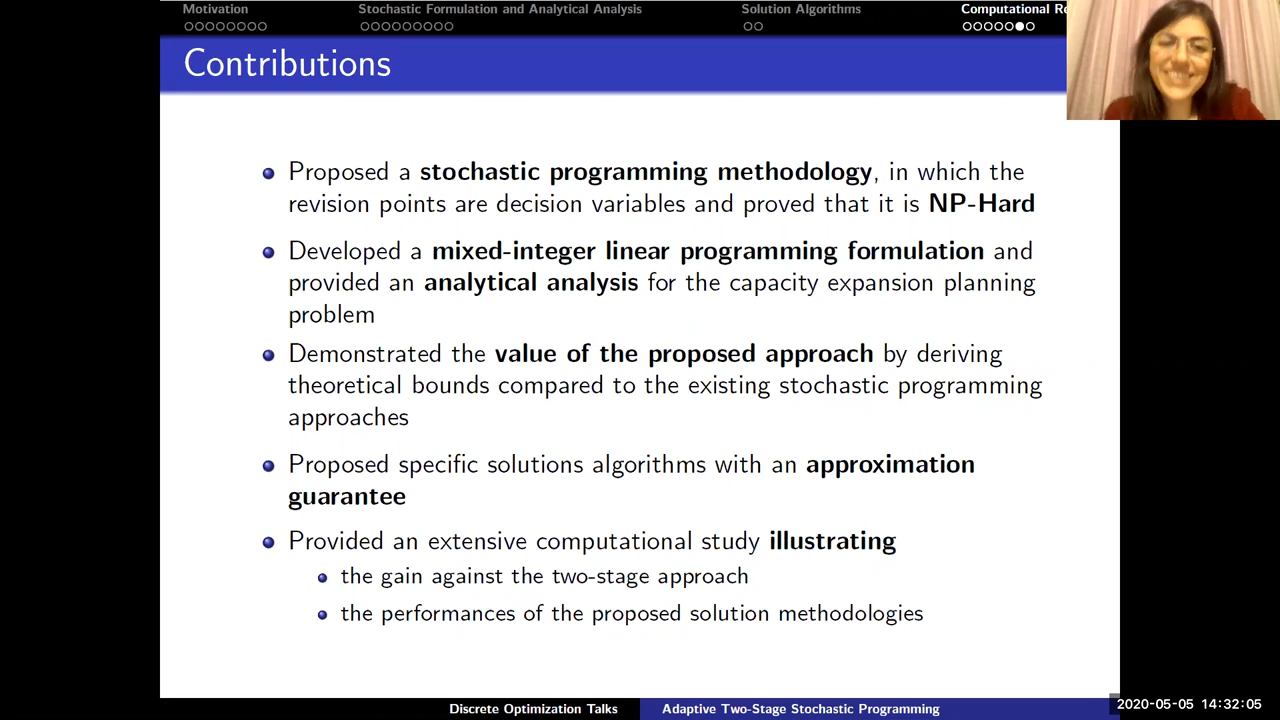 Motivation
Stochastic Formulation and Analytical Analysis
Solution Algorithms
Computational
Contributions
Proposed a stochastic programming methodology, in which the
revision points are decision variables and proved that it is NP-Hard
Developed a mixed-integer linear programming formulation and
provided an analytical analysis for the capacity expansion planning
problem
Demonstrated the value of the proposed approach by deriving
theoretical bounds compared to the existing stochastic programming
approaches
Proposed specific solutions algorithms with an approximation
guarantee
Provided an extensive computational study illustrating
the gain against the two-stage approach
the performances of the proposed solution methodologies
Discrete Optimization Talks
Adaptive Two-Stage Stochastic Programming
2020-05-05 14:32:05